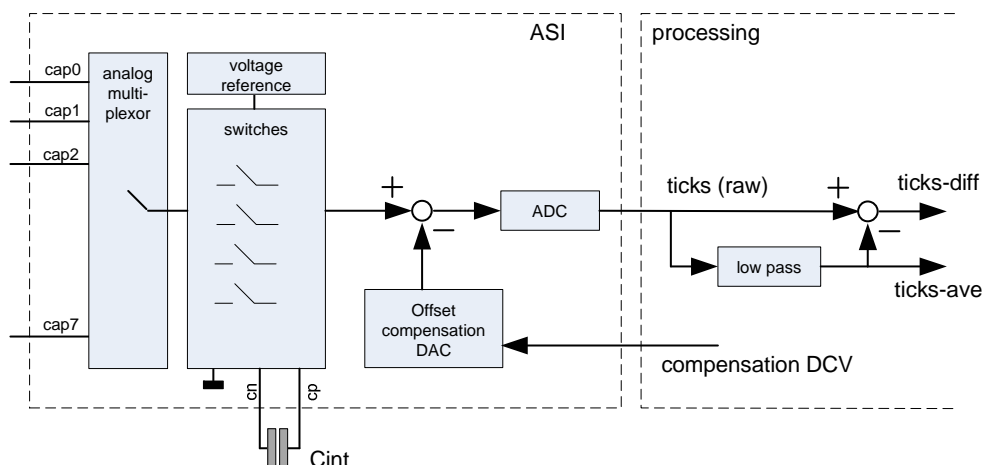 ASI
processing
cap0
cap1
cap2
cap7
analog
multi-
plexor
voltage
reference
switches
+
−
ADC
ticks (raw)
+
−
ticks-diff
low pass
ticks-ave
Offset
compensation
DAC
compensation DCV
cn
cp
Cint